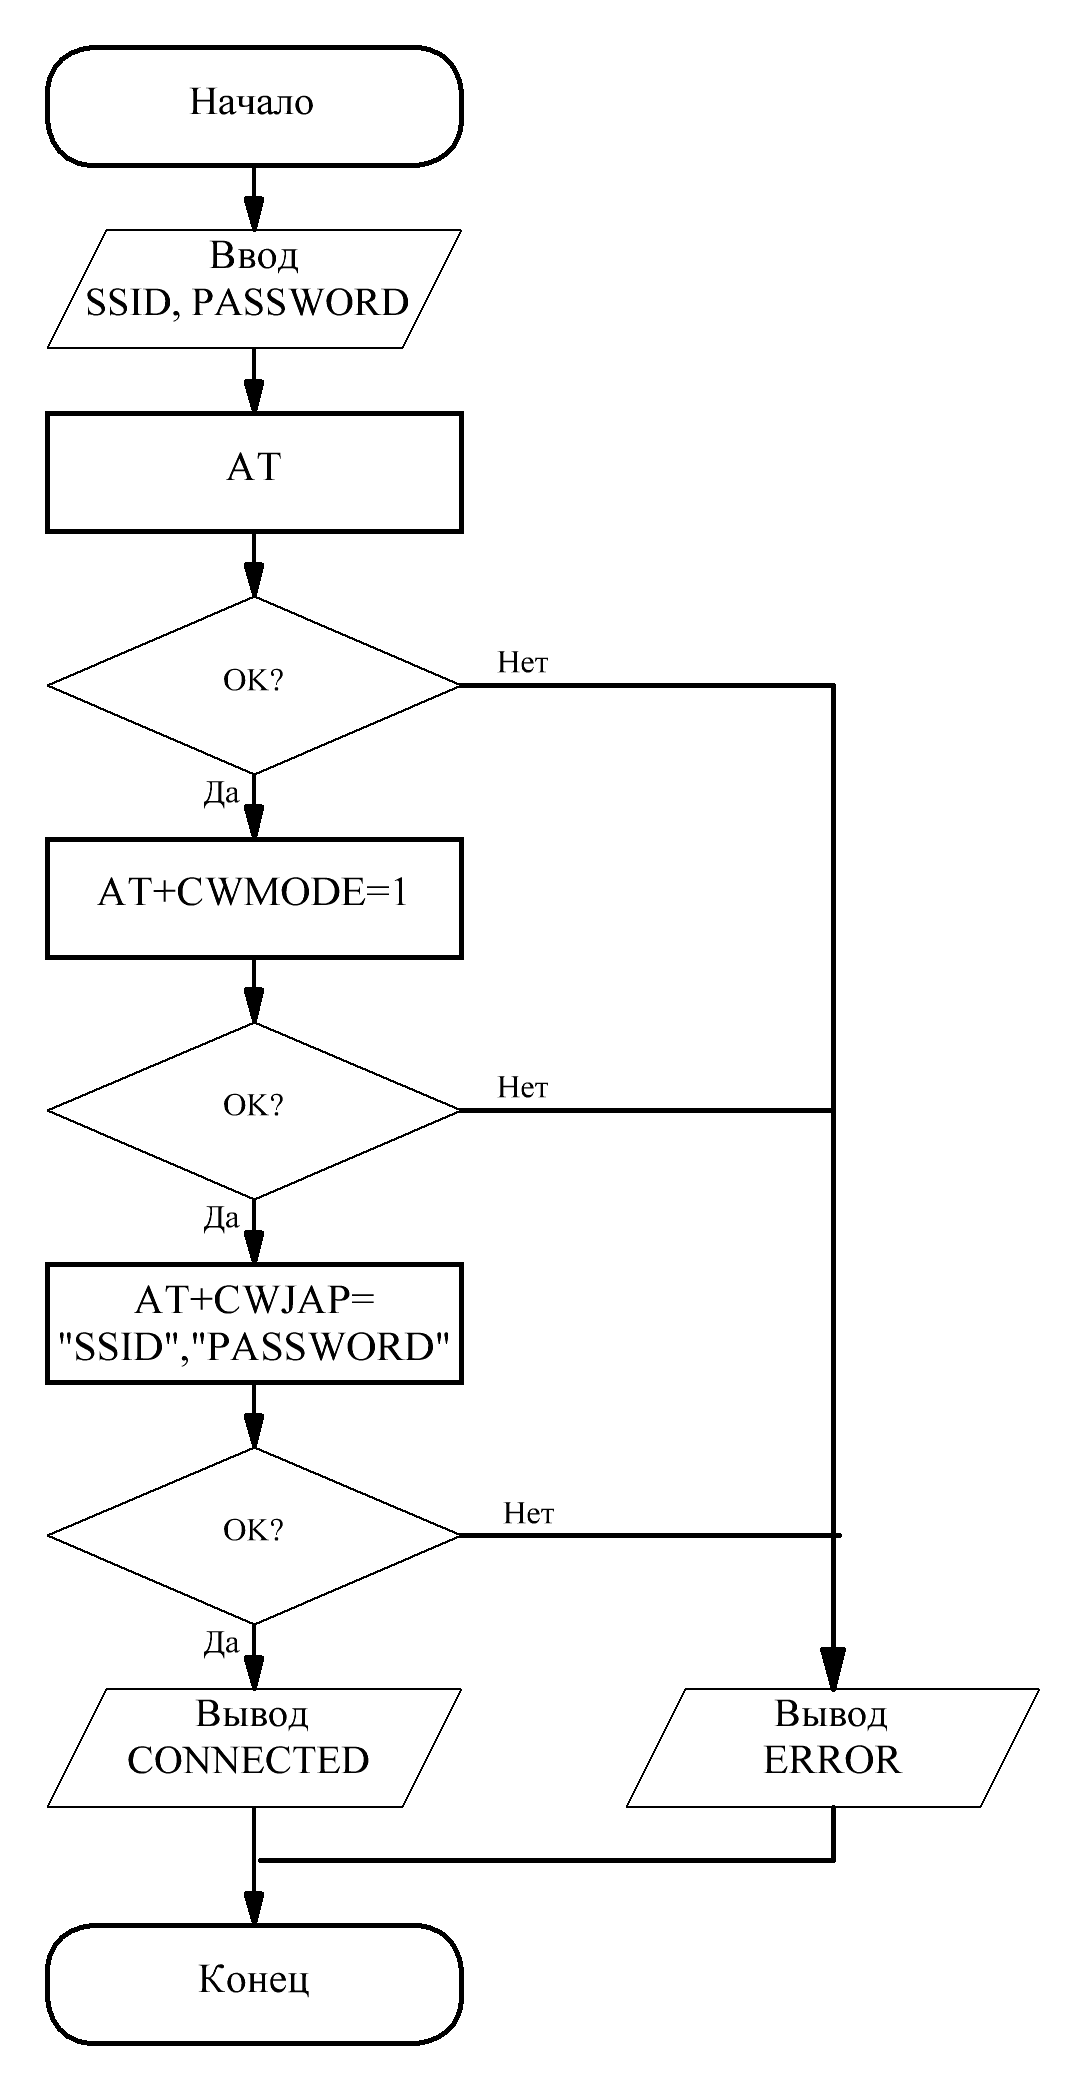 Начало
Ввод
SSID, PASSWORD
AT
OK?
Нет
Да
AT+CWMODE=1
OK?
Нет
Да
AT+CWJAP=
"SSID","PASSWORD"
OK?
Нет
Да
Вывод
CONNECTED
Вывод
ERROR
Конец